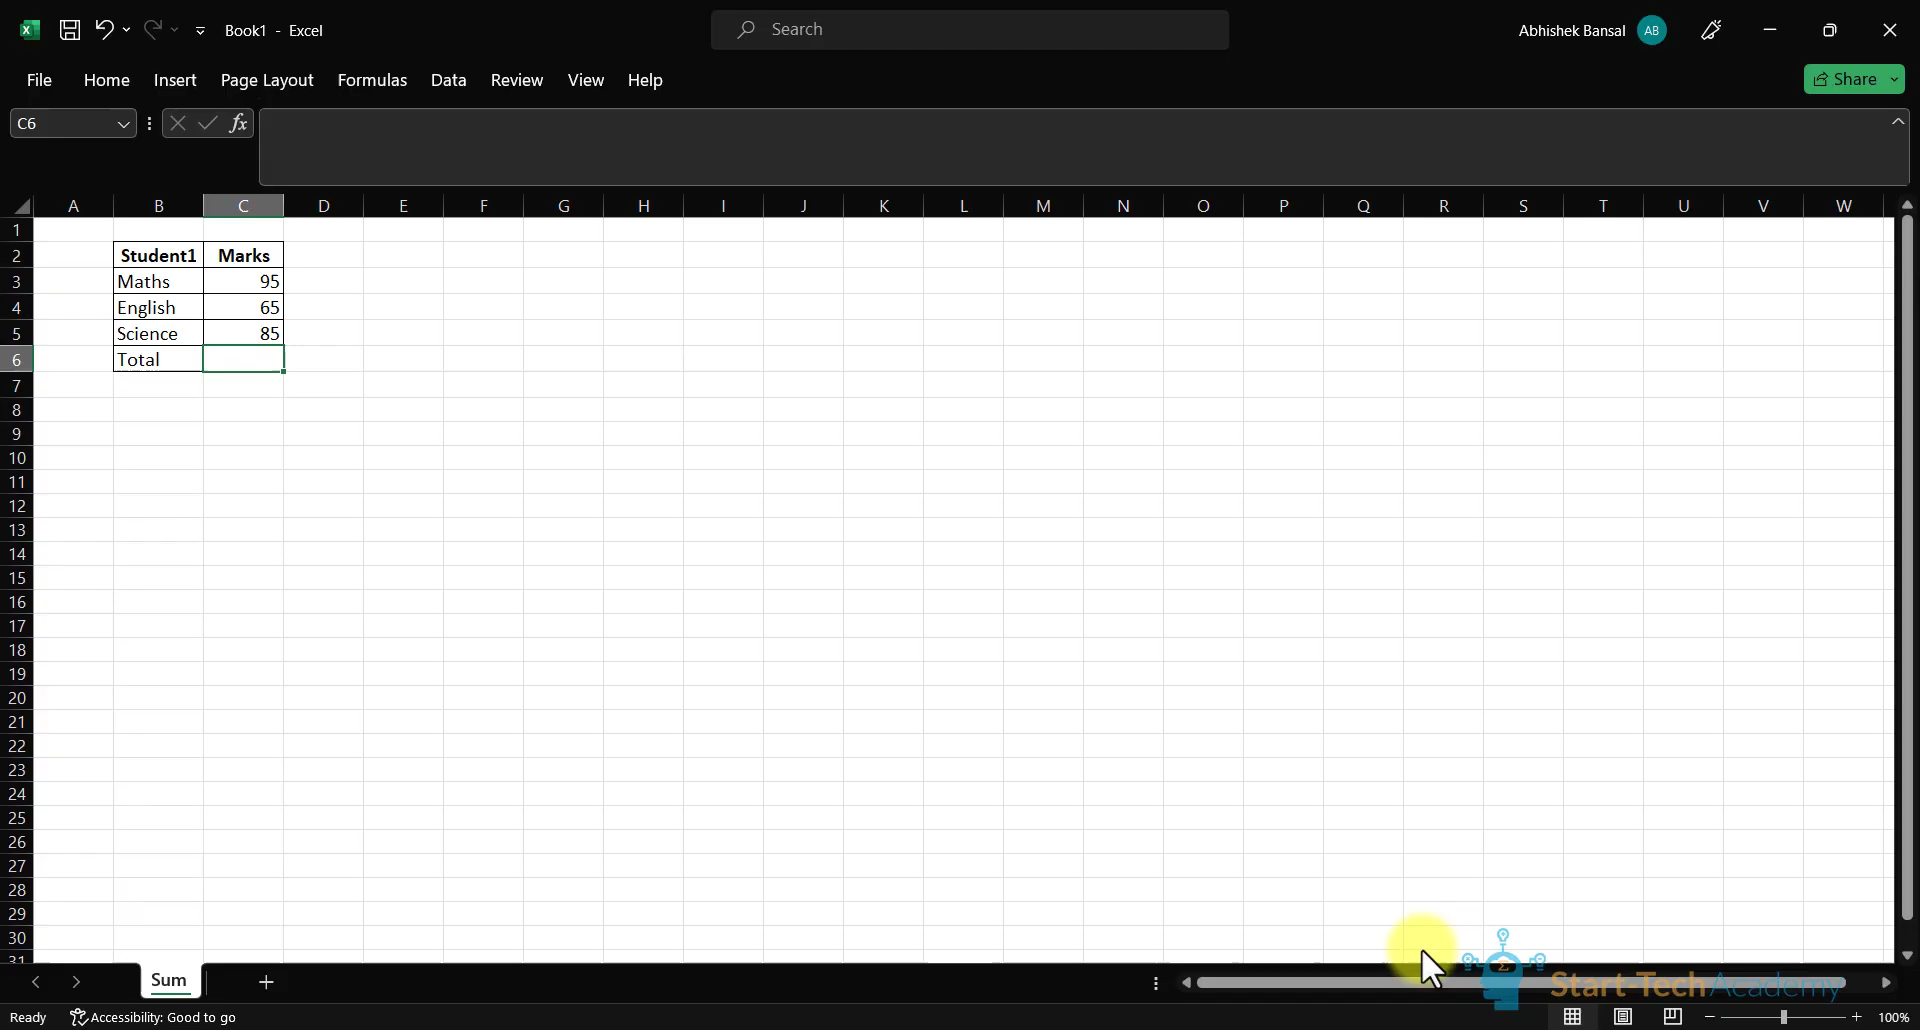 Book1 - Excel
Search
Abhishek Bansal
AB
File Home Insert Page Layout Formulas Data Review View Help
Share
C6
fx
A B C D E F G H I J K L M N O P Q R S T U V W
1
2 Student1 Marks
3 Maths 95
4 English 65
5 Science 85
6 Total
7
8
9
10
11
12
13
14
15
16
17
18
19
20
21
22
23
24
25
26
27
28
29
30
31
Sum
Start-Tech Academy
Ready
Accessibility: Good to go
100%